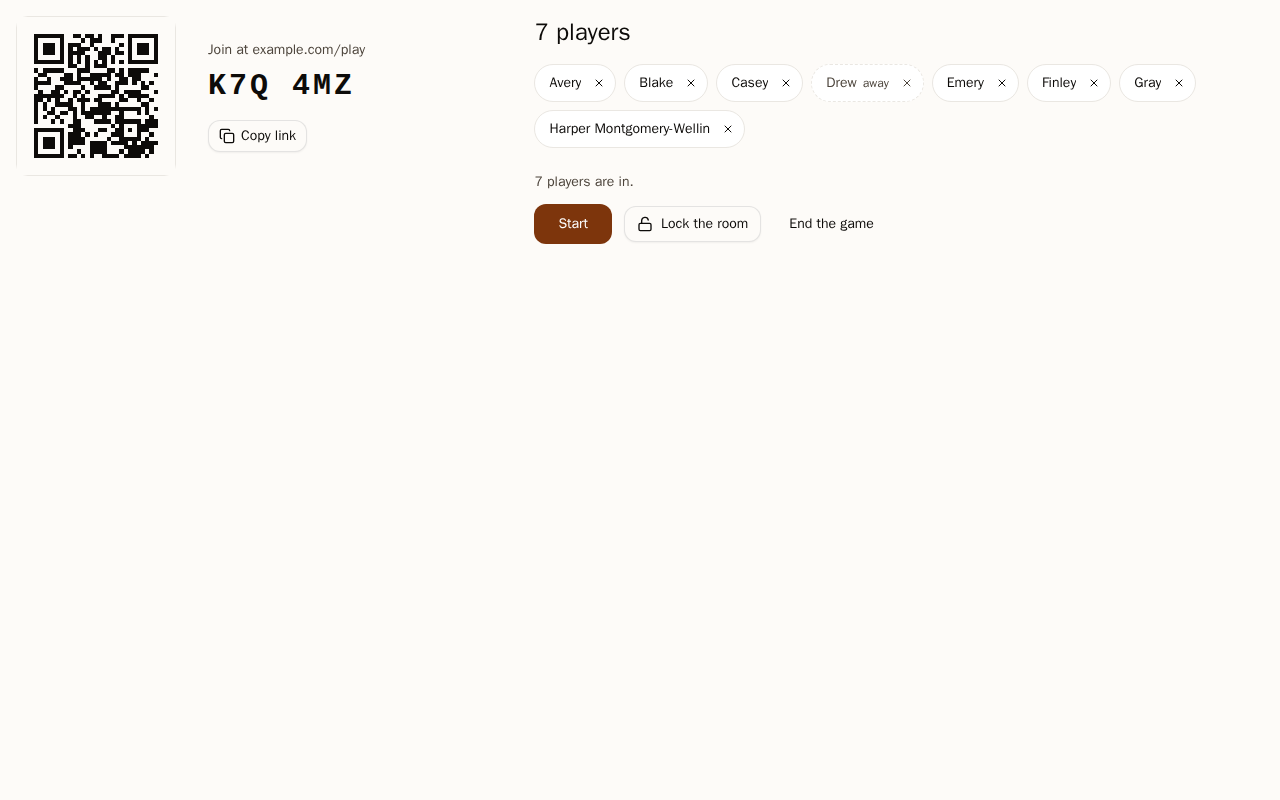 Join at example.com/play
K7Q 4MZ
Copy link
7 players
Avery Blake Casey Drew away Emery Finley Gray
Harper Montgomery-Wellin
7 players are in.
Start Lock the room End the game